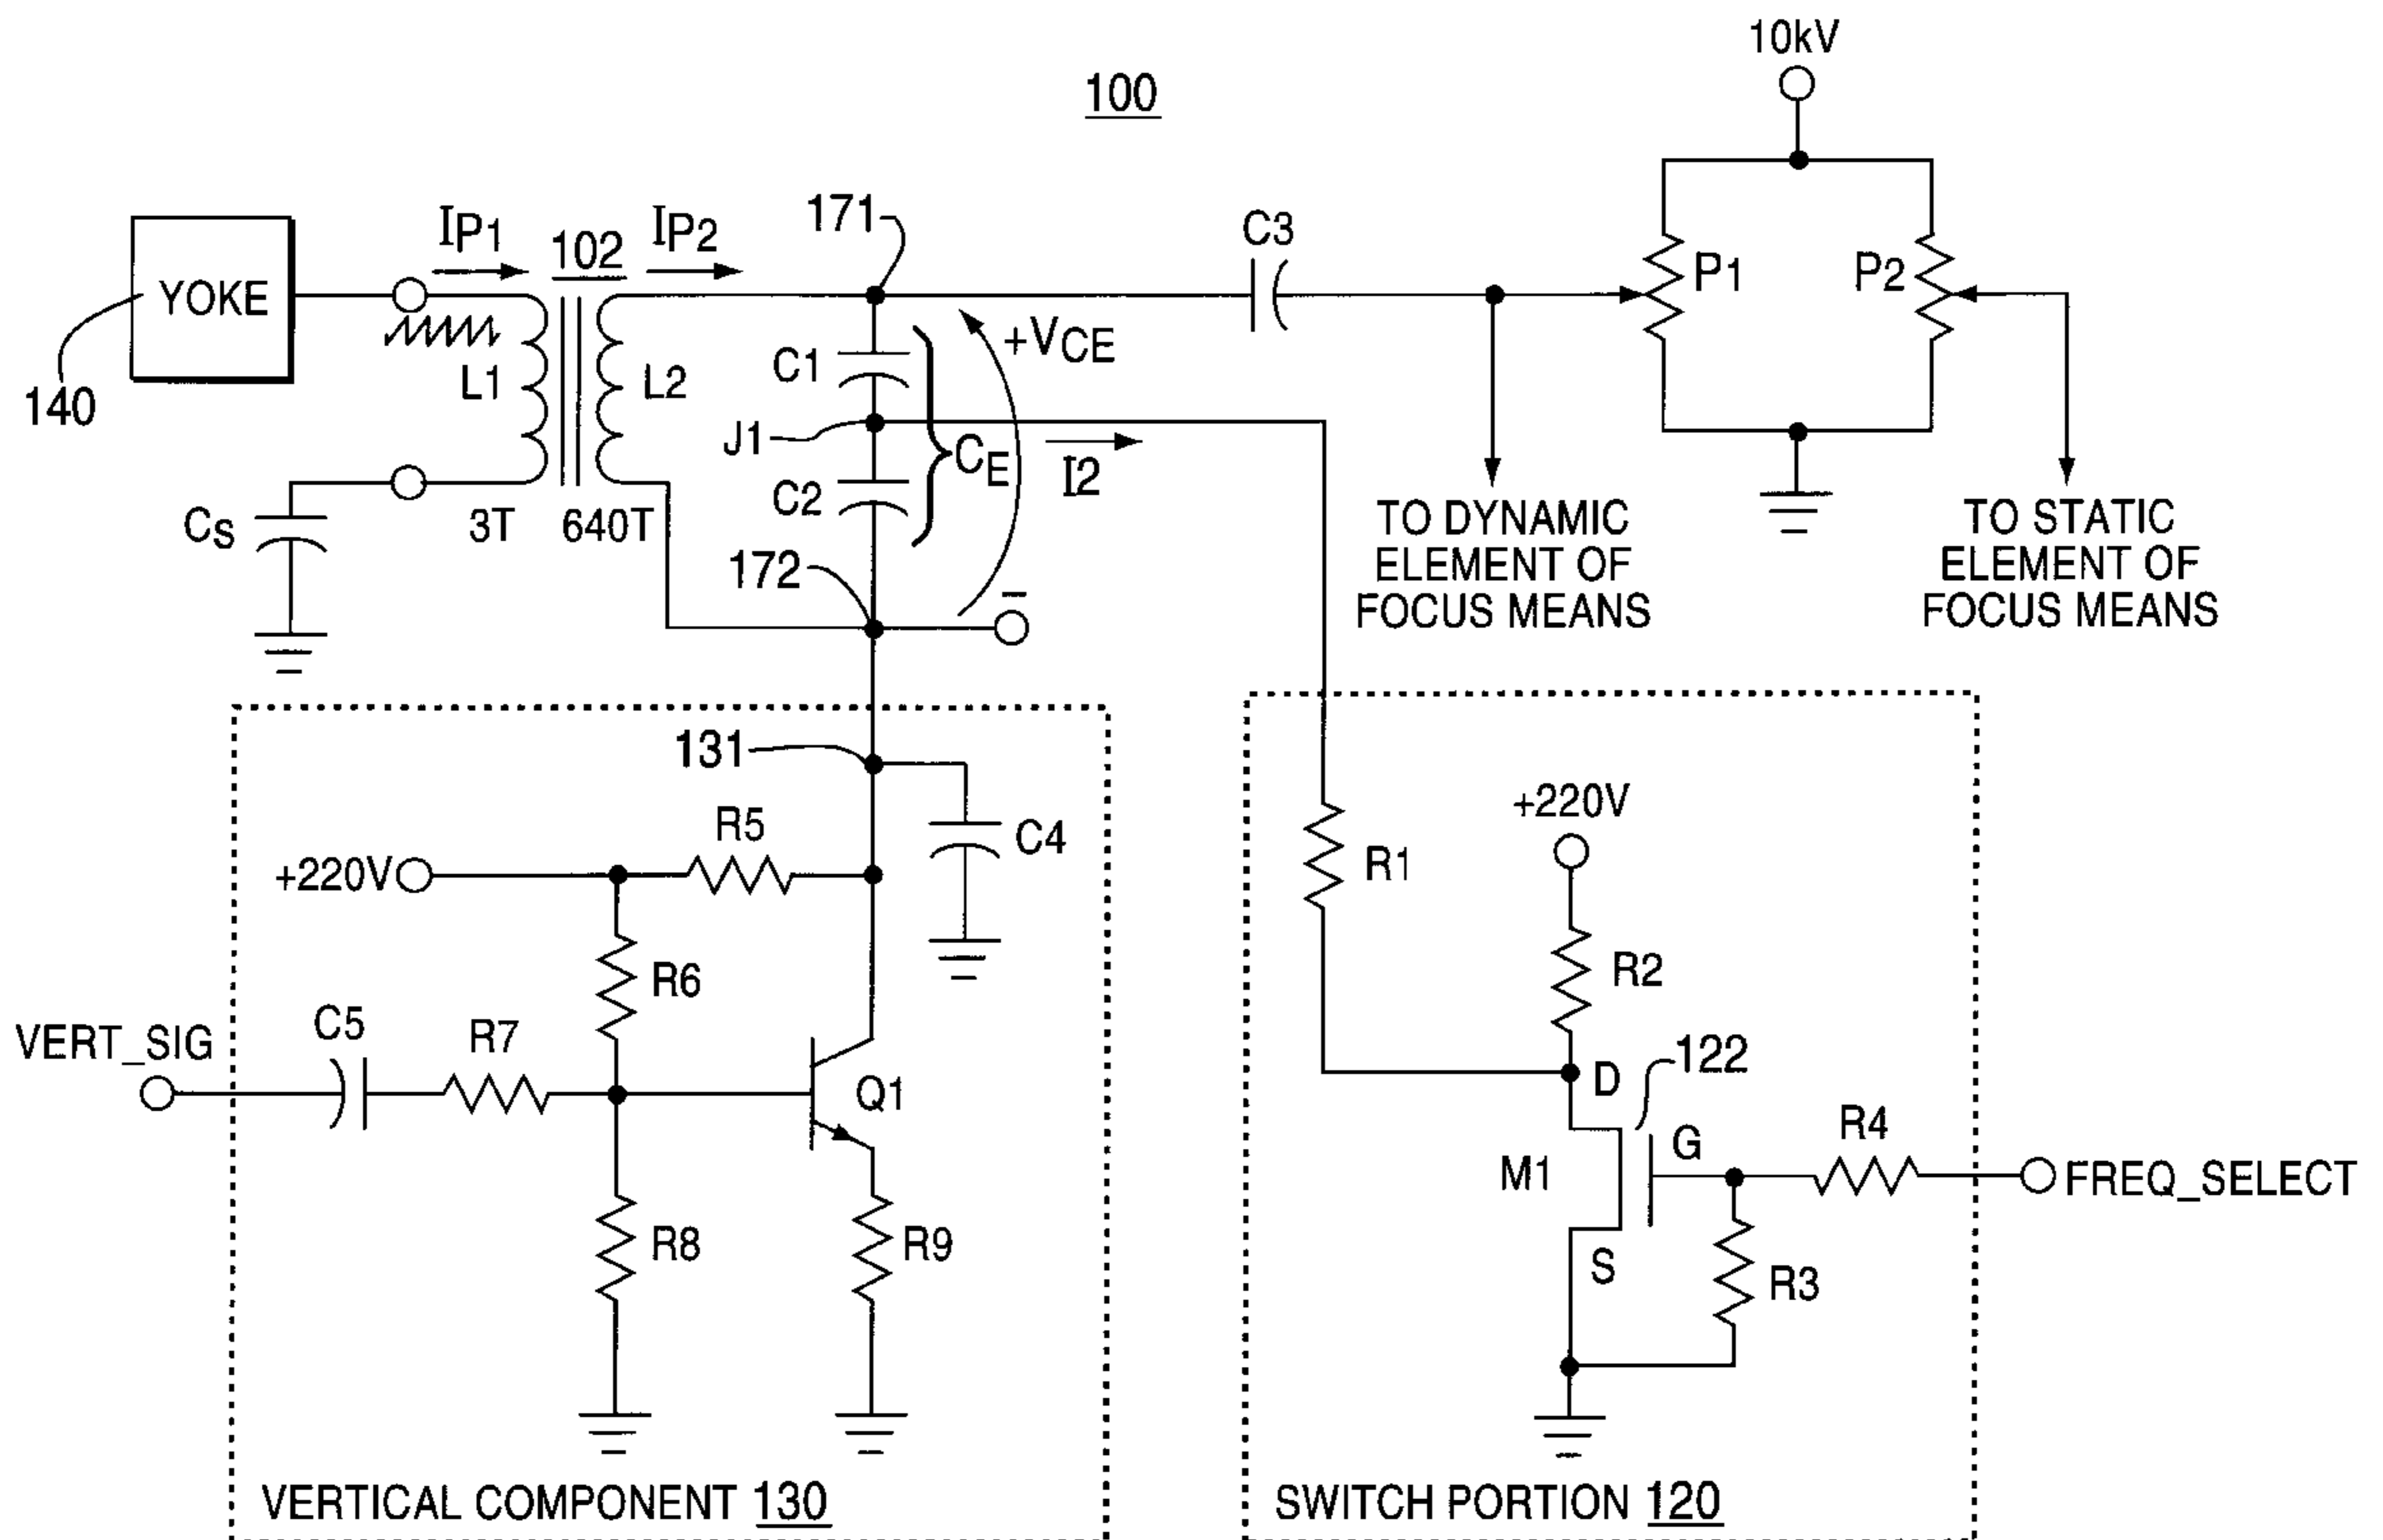 10kV
100
171
C3
IP1
102
IP2
YOKE
+VCE
P1
P2
C1
L1
L2
140
J1
CE
I2
C2
CS
3T
640T
TO DYNAMIC
ELEMENT OF
FOCUS MEANS
TO STATIC
ELEMENT OF
FOCUS MEANS
172
–
131
+220V
R5
C4
+220V
R1
R6
R2
C5
R7
VERT_SIG
122
D
Q1
G
R4
M1
FREQ_SELECT
R8
R9
S
R3
VERTICAL COMPONENT 130
SWITCH PORTION 120